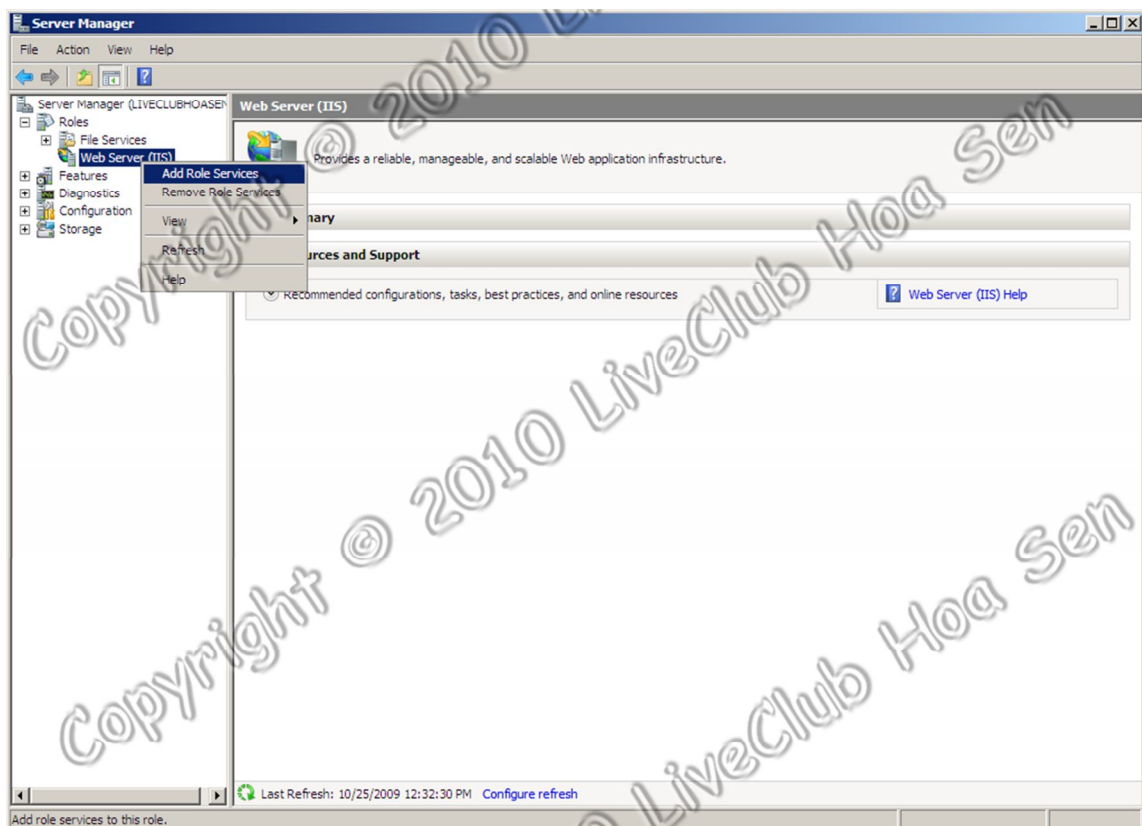 Server Manager
File Action View Help
Server Manager (LIVECLUBHOASEN
Roles
File Services
Web Server (IIS)
Features
Diagnostics
Configuration
Storage
Add Role Services
Remove Role Services
View
Refresh
Help
Web Server (IIS)
Provides a reliable, manageable, and scalable Web application infrastructure.
mary
urces and Support
Recommended configurations, tasks, best practices, and online resources
Web Server (IIS) Help
Last Refresh: 10/25/2009 12:32:30 PM Configure refresh
Add role services to this role.
Copyright © 2010 LiveClub Hoa Sen
Copyright © 2010 LiveClub Hoa Sen
LiveClub Hoa Sen